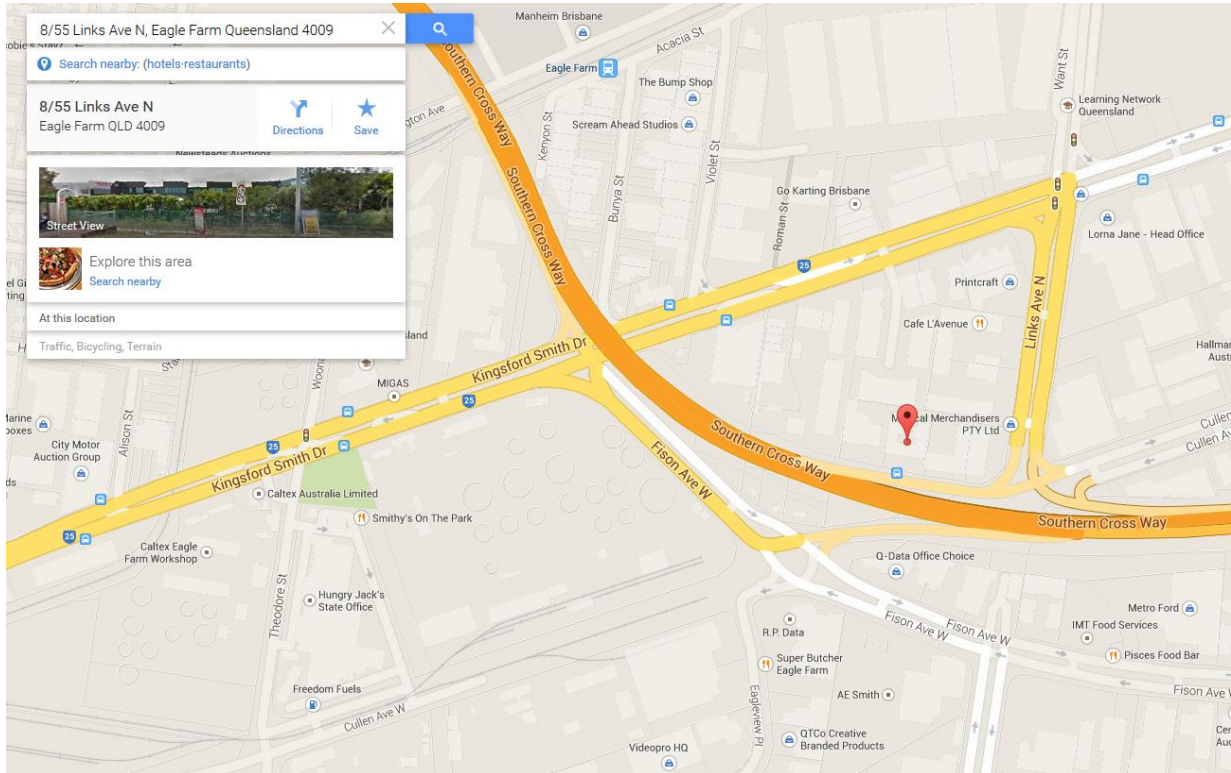 8/55 Links Ave N, Eagle Farm Queensland 4009
Search nearby: (hotels·restaurants)
8/55 Links Ave N
Eagle Farm QLD 4009
Directions
Save
Newsteads Auctions
Street View
Explore this area
Search nearby
At this location
Traffic, Bicycling, Terrain
Manheim Brisbane
Acacia St
Eagle Farm
The Bump Shop
Scream Ahead Studios
Kenyon St
Bunya St
Violet St
Want St
Learning Network
Queensland
Southern Cross Way
Southern Cross Way
Southern Cross Way
Go Karting Brisbane
Roman St
Lorna Jane - Head Office
25
Printcraft
Cafe L'Avenue
Links Ave N
Kingsford Smith Dr
MIGAS
25
Merchandisers
PTY Ltd
Cullen
Alison St
City Motor
Auction Group
25
Kingsford Smith Dr
Fison Ave W
Southern Cross Way
Caltex Australia Limited
Smithy's On The Park
Southern Cross Way
25
Caltex Eagle
Farm Workshop
Q-Data Office Choice
Theodore St
Hungry Jack's
State Office
Metro Ford
Fison Ave W
Fison Ave W
IMT Food Services
R.P. Data
Pisces Food Bar
Super Butcher
Eagle Farm
Freedom Fuels
AE Smith
Fison Ave
Cullen Ave W
Eagleview Pl
QTCo Creative
Branded Products
Videopro HQ